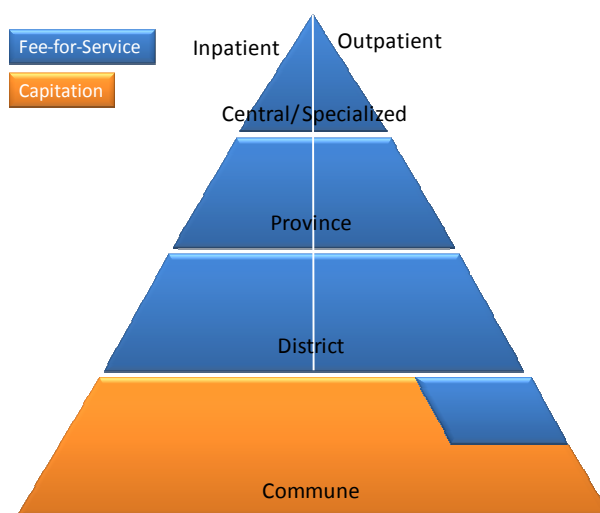 Fee-for-Service
Capitation
Inpatient
Outpatient
Central/Specialized
Province
District
Commune